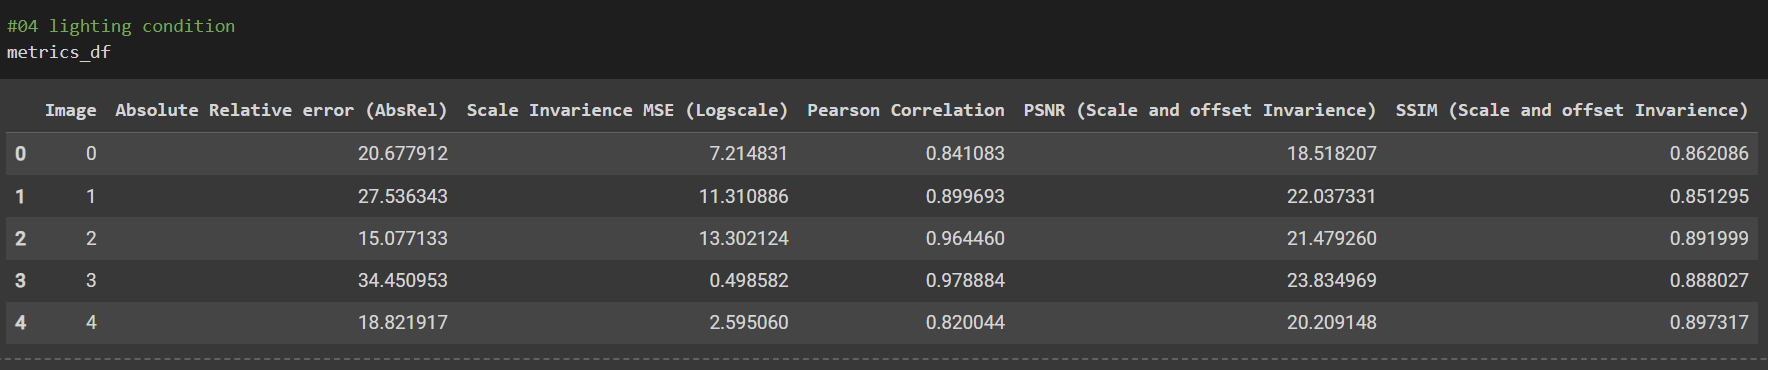 #04 lighting condition
metrics_df
Image Absolute Relative error (AbsRel) Scale Invarience MSE (Logscale) Pearson Correlation PSNR (Scale and offset Invarience) SSIM (Scale and offset Invarience)
0 0 20.677912 7.214831 0.841083 18.518207 0.862086
1 1 27.536343 11.310886 0.899693 22.037331 0.851295
2 2 15.077133 13.302124 0.964460 21.479260 0.891999
3 3 34.450953 0.498582 0.978884 23.834969 0.888027
4 4 18.821917 2.595060 0.820044 20.209148 0.897317